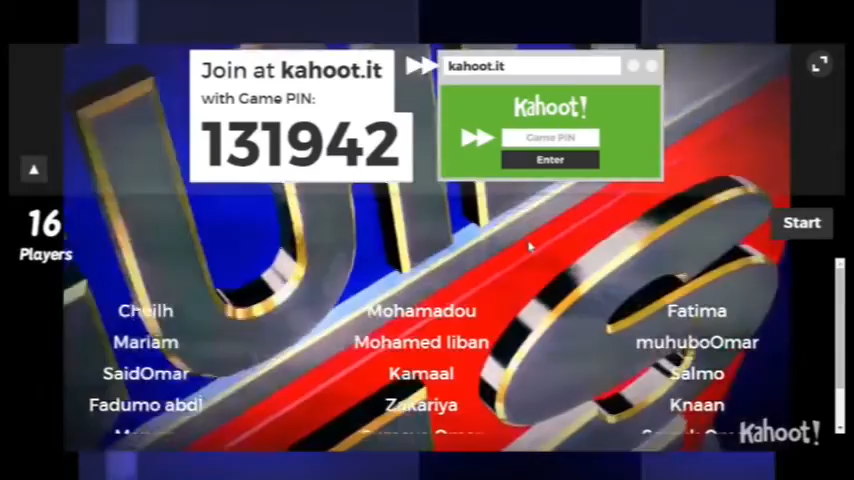 Join at kahoot.it
with Game PIN:
131942
kahoot.it
Kahoot!
Game PIN
Enter
16
Players
Start
Cheilh Mohamadou Fatima
Mariam Mohamed liban muhuboOmar
SaidOmar Kamaal Salmo
Fadumo abdi Zakariya Knaan
Kahoot!